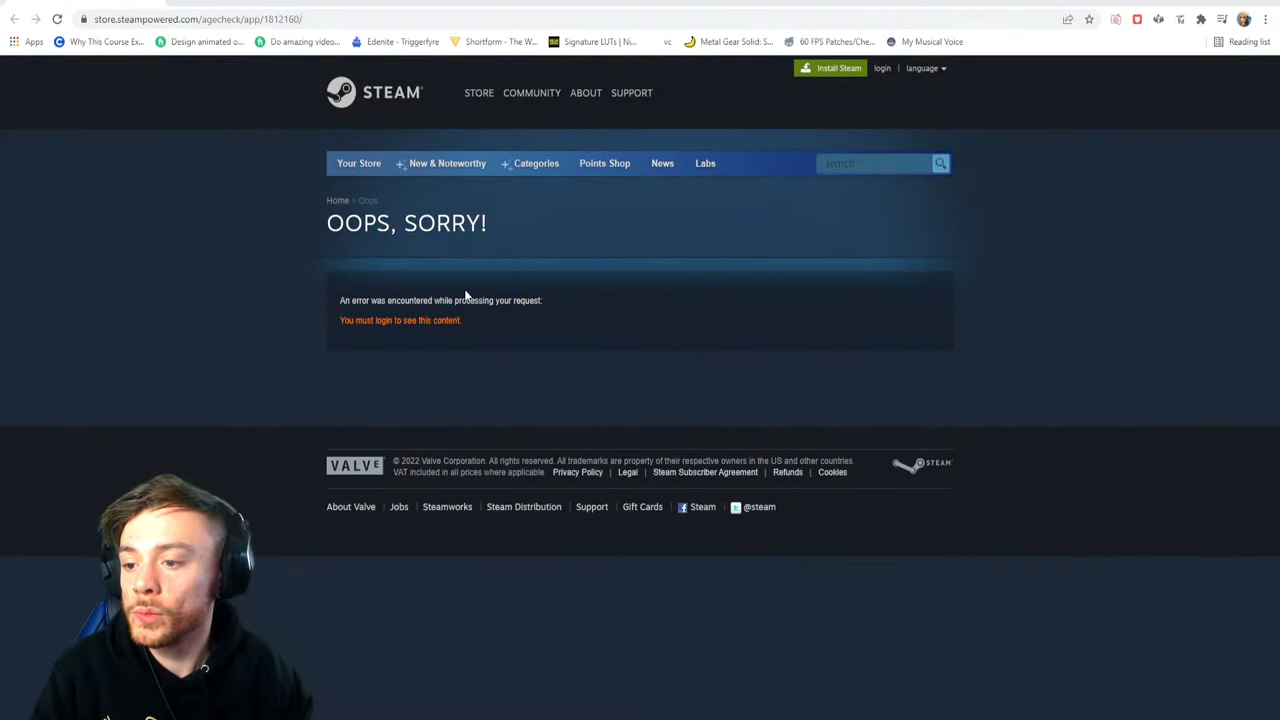 store.steampowered.com/agecheck/app/1812160/
Apps Why This Course Ex... Design animated o... Do amazing video... Edenite - Triggerfyre Shortform - The W... Signature LUTs | Ni... vc Metal Gear Solid: S... 60 FPS Patches/Che... My Musical Voice Reading list
Install Steam login | language
STEAM® STORE COMMUNITY ABOUT SUPPORT
Your Store New & Noteworthy Categories Points Shop News Labs search
Home > Oops
OOPS, SORRY!
An error was encountered while processing your request:
You must login to see this content.
VALVE © 2022 Valve Corporation. All rights reserved. All trademarks are property of their respective owners in the US and other countries. STEAM
VAT included in all prices where applicable. Privacy Policy | Legal | Steam Subscriber Agreement | Refunds | Cookies
About Valve | Jobs | Steamworks | Steam Distribution | Support | Gift Cards | Steam | @steam